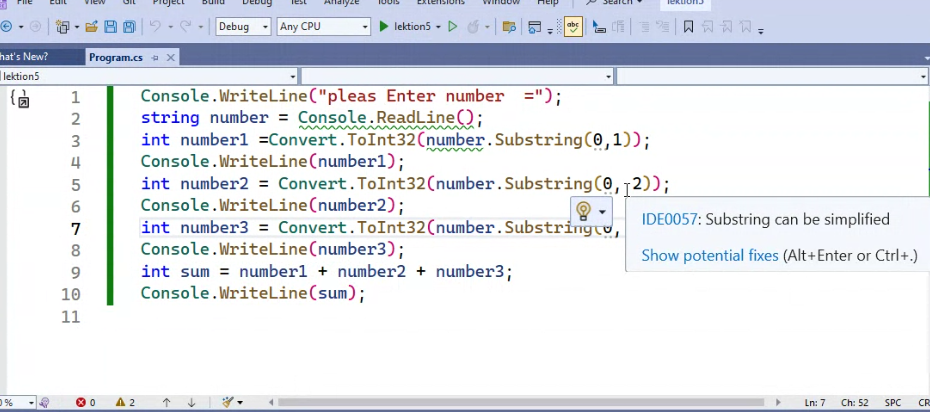 File Edit View Git Project Build Debug Test Analyze Tools Extensions Window Help Search lektion5
Debug Any CPU lektion5
hat's New? Program.cs
lektion5
1 Console.WriteLine("pleas Enter number =");
2 string number = Console.ReadLine();
3 int number1 =Convert.ToInt32(number.Substring(0,1));
4 Console.WriteLine(number1);
5 int number2 = Convert.ToInt32(number.Substring(0, 2));
6 Console.WriteLine(number2);
7 int number3 = Convert.ToInt32(number.Substring(0,
IDE0057: Substring can be simplified
Show potential fixes (Alt+Enter or Ctrl+.)
8 Console.WriteLine(number3);
9 int sum = number1 + number2 + number3;
10 Console.WriteLine(sum);
11
0 % 0 2 Ln: 7 Ch: 52 SPC CR